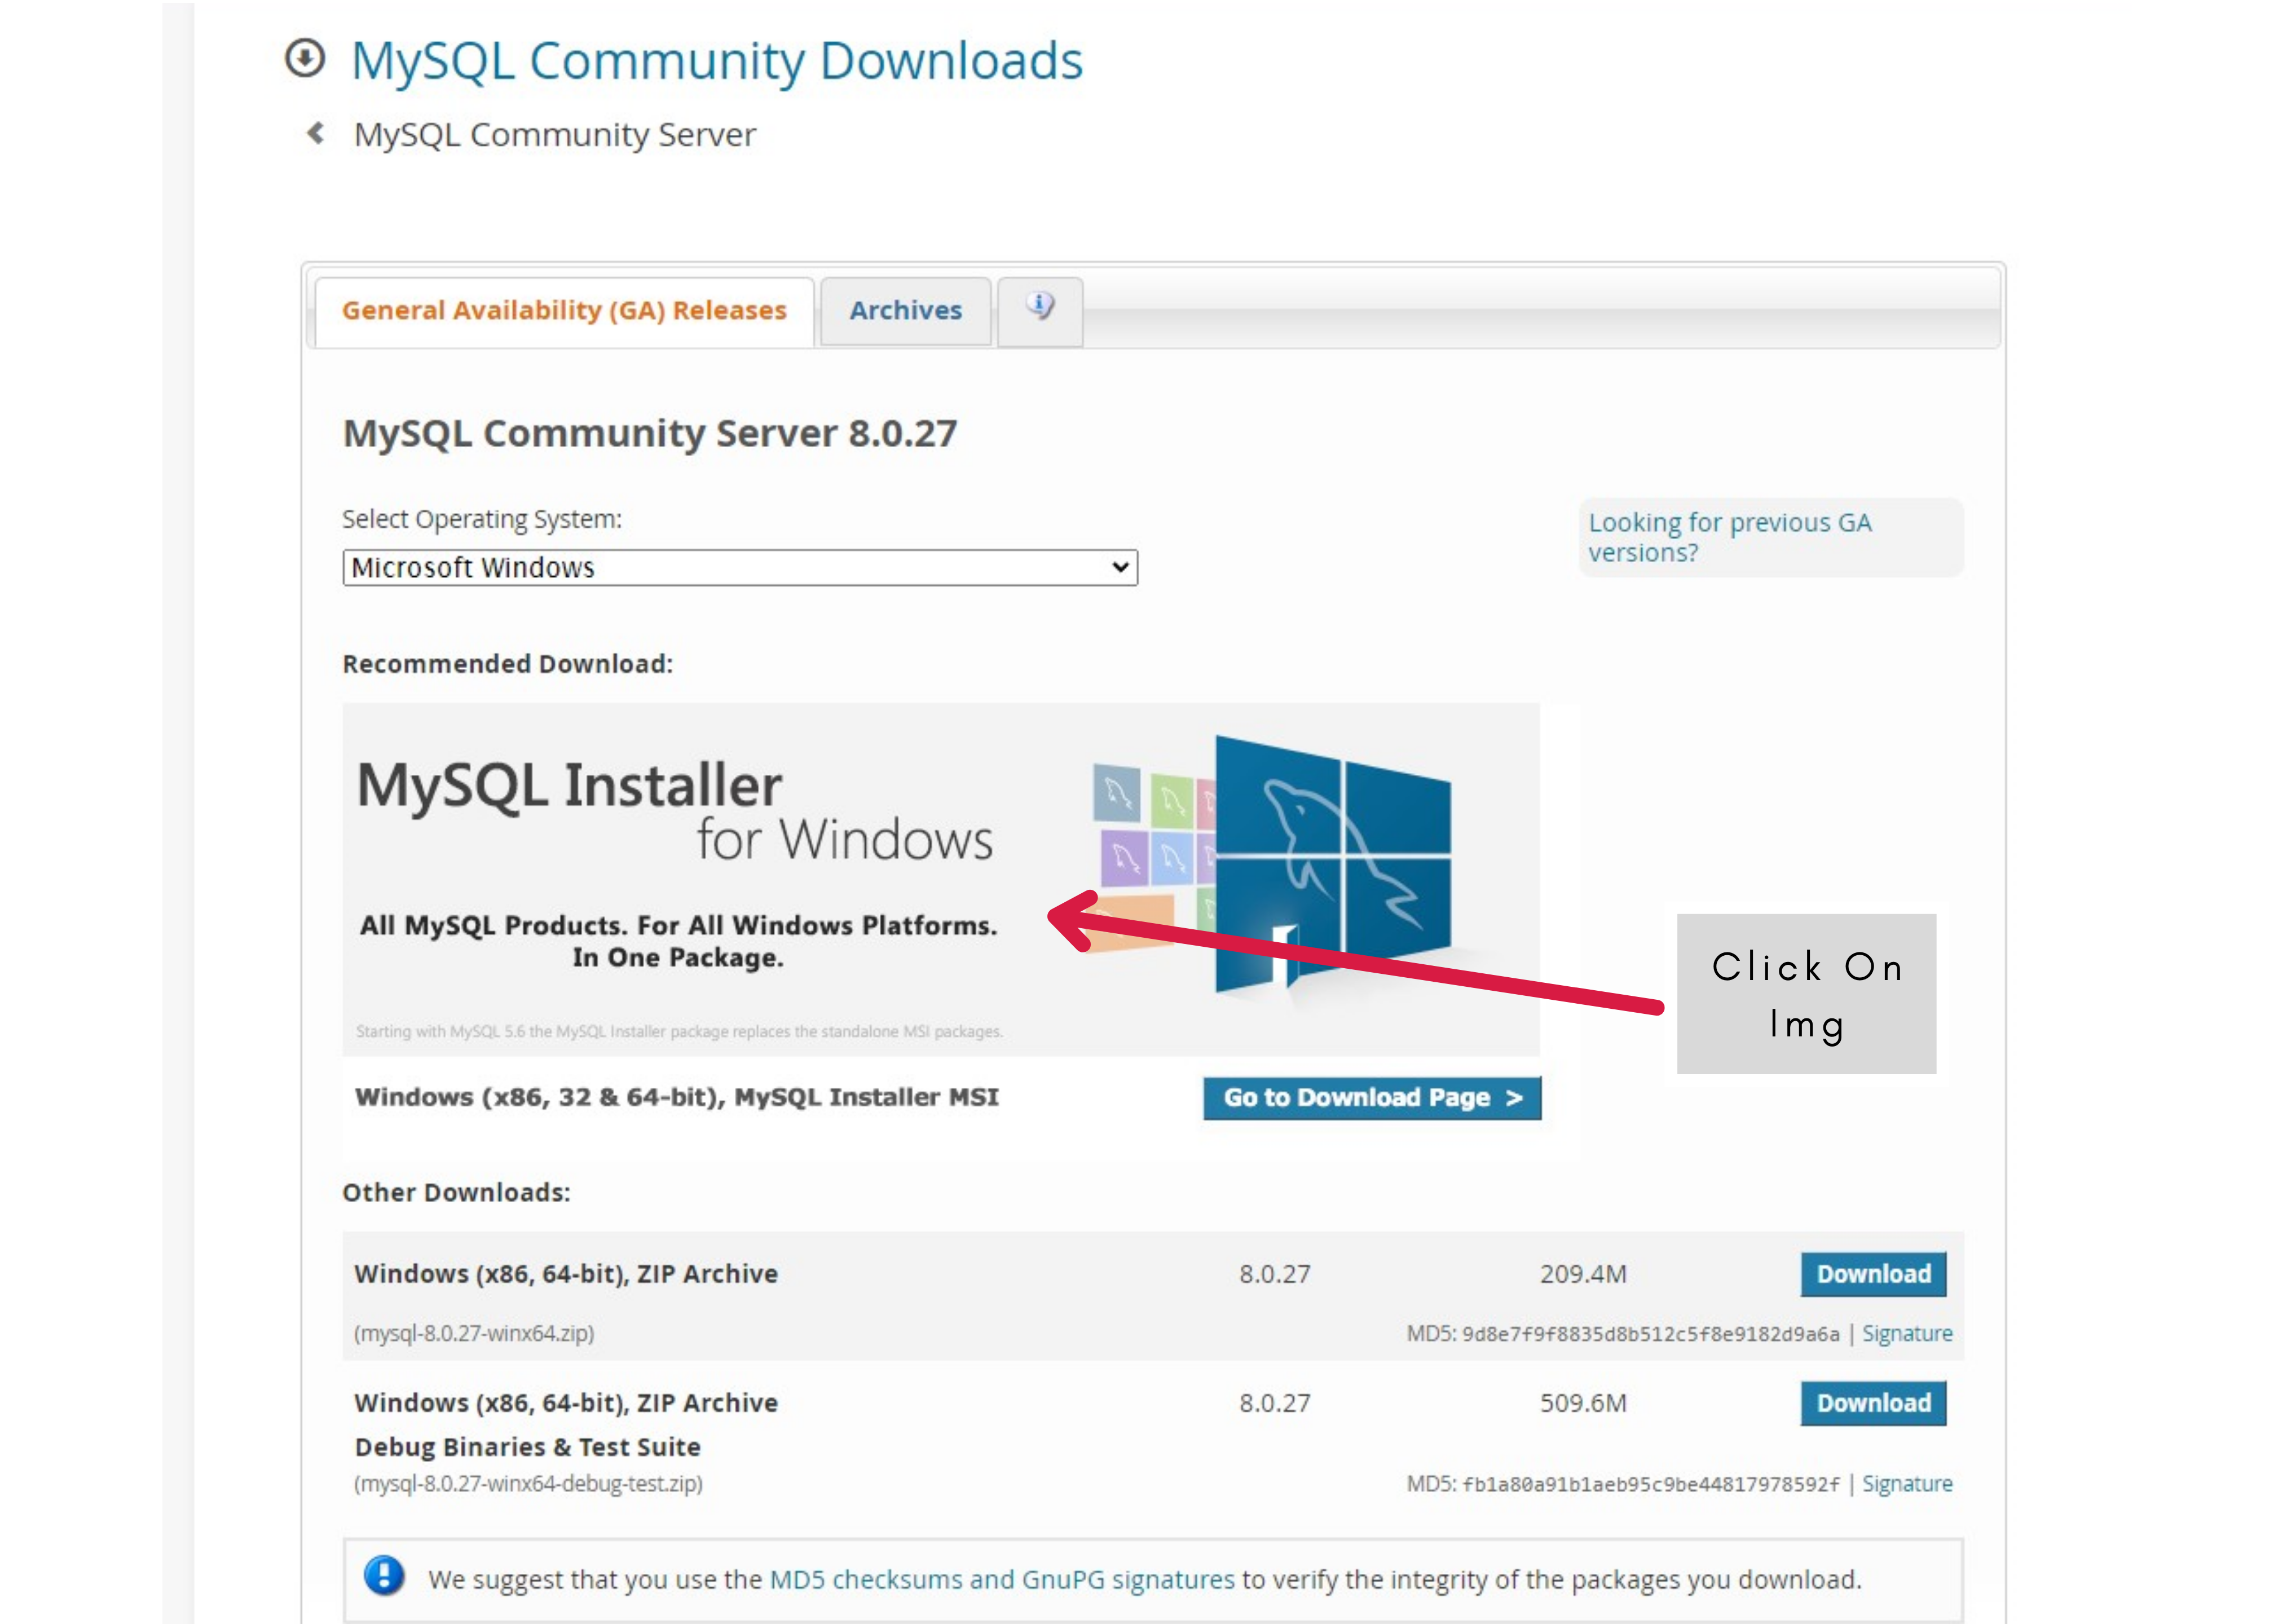 MySQL Community Downloads
MySQL Community Server
General Availability (GA) Releases
Archives
MySQL Community Server 8.0.27
Select Operating System:
Microsoft Windows
Looking for previous GA
versions?
Recommended Download:
MySQL Installer
for Windows
All MySQL Products. For All Windows Platforms.
In One Package.
Starting with MySQL 5.6 the MySQL Installer package replaces the standalone MSI packages.
Click On
Img
Windows (x86, 32 & 64-bit), MySQL Installer MSI
Go to Download Page >
Other Downloads:
Windows (x86, 64-bit), ZIP Archive
8.0.27
209.4M
Download
(mysql-8.0.27-winx64.zip)
MD5: 9d8e7f9f8835d8b512c5f8e9182d9a6a | Signature
Windows (x86, 64-bit), ZIP Archive
8.0.27
509.6M
Download
Debug Binaries & Test Suite
(mysql-8.0.27-winx64-debug-test.zip)
MD5: fb1a80a91b1aeb95c9be44817978592f | Signature
We suggest that you use the MD5 checksums and GnuPG signatures to verify the integrity of the packages you download.